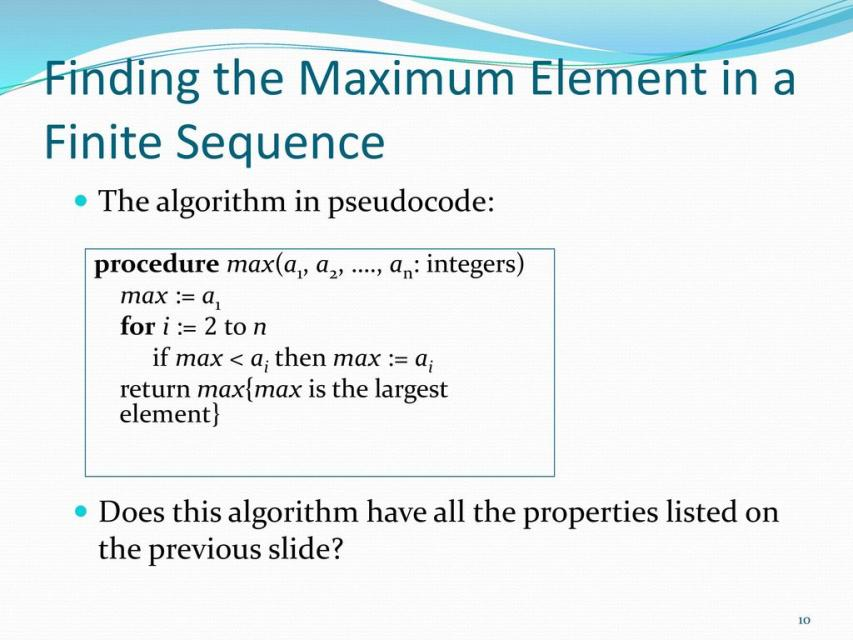 Finding the Maximum Element in a
Finite Sequence
• The algorithm in pseudocode:
procedure max(a₁, a₂, …., aₙ: integers)
max := a₁
for i := 2 to n
if max < aᵢ then max := aᵢ
return max{max is the largest
element}
• Does this algorithm have all the properties listed on
the previous slide?
10